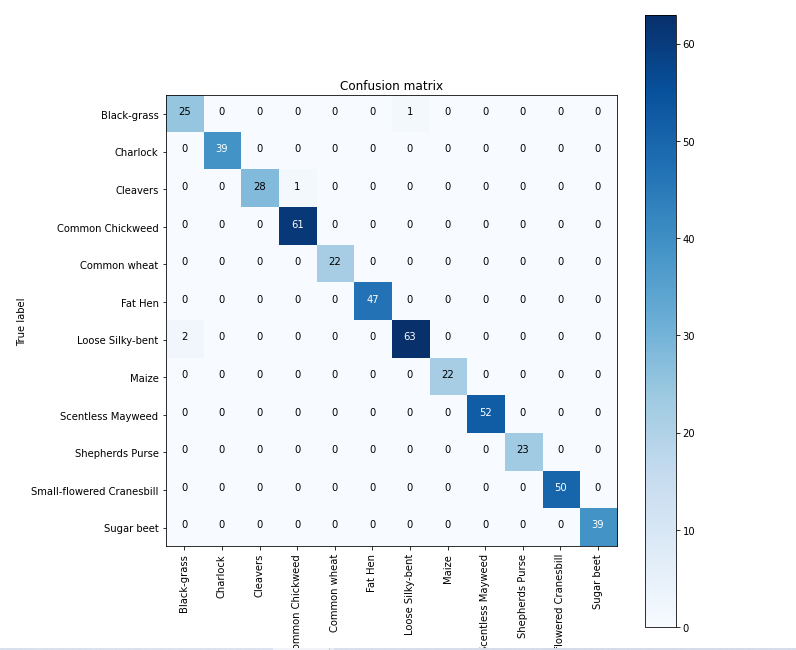 Confusion matrix
Black-grass 25 0 0 0 0 0 1 0 0 0 0 0
Charlock 0 39 0 0 0 0 0 0 0 0 0 0
Cleavers 0 0 28 1 0 0 0 0 0 0 0 0
Common Chickweed 0 0 0 61 0 0 0 0 0 0 0 0
Common wheat 0 0 0 0 22 0 0 0 0 0 0 0
Fat Hen 0 0 0 0 0 47 0 0 0 0 0 0
Loose Silky-bent 2 0 0 0 0 0 63 0 0 0 0 0
Maize 0 0 0 0 0 0 0 22 0 0 0 0
Scentless Mayweed 0 0 0 0 0 0 0 0 52 0 0 0
Shepherds Purse 0 0 0 0 0 0 0 0 0 23 0 0
Small-flowered Cranesbill 0 0 0 0 0 0 0 0 0 0 50 0
Sugar beet 0 0 0 0 0 0 0 0 0 0 0 39
True label
Black-grass
Charlock
Cleavers
ommon Chickweed
Common wheat
Fat Hen
Loose Silky-bent
Maize
centless Mayweed
Shepherds Purse
flowered Cranesbill
Sugar beet
60
50
40
30
20
10
0